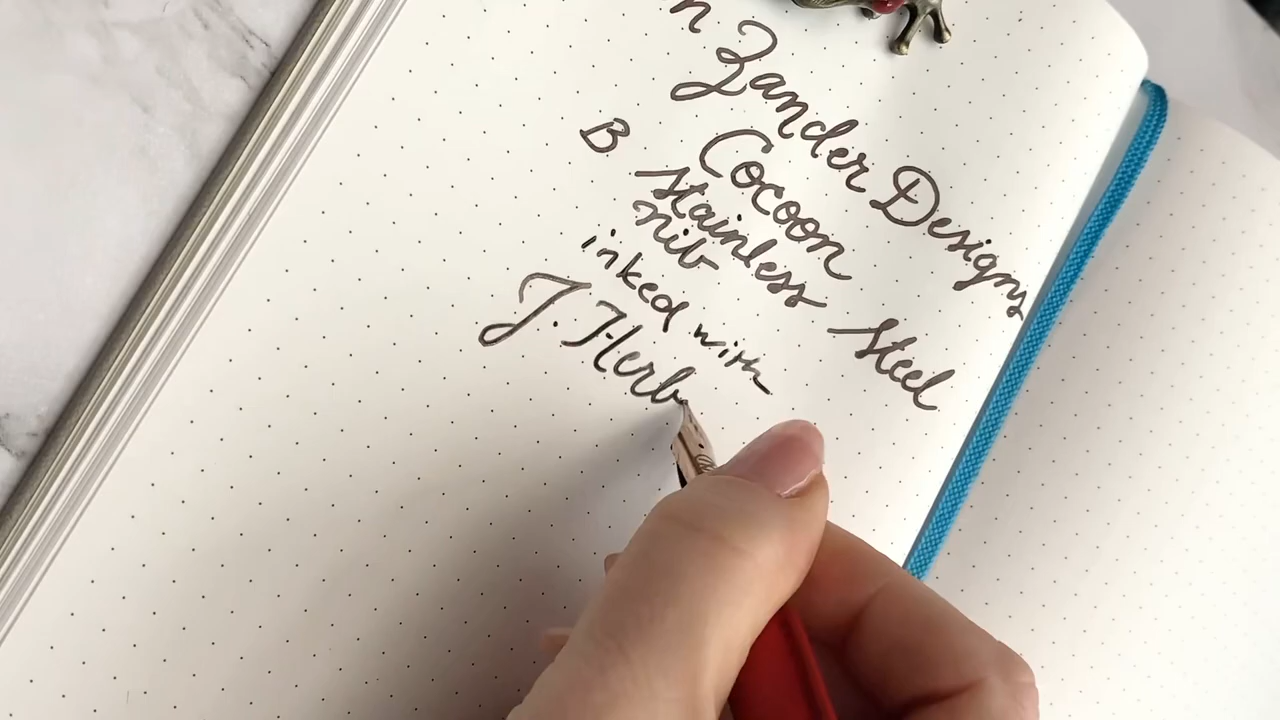 n Zander Designs
Cocoon
B Stainless Steel
nib
inked with
J. Herb